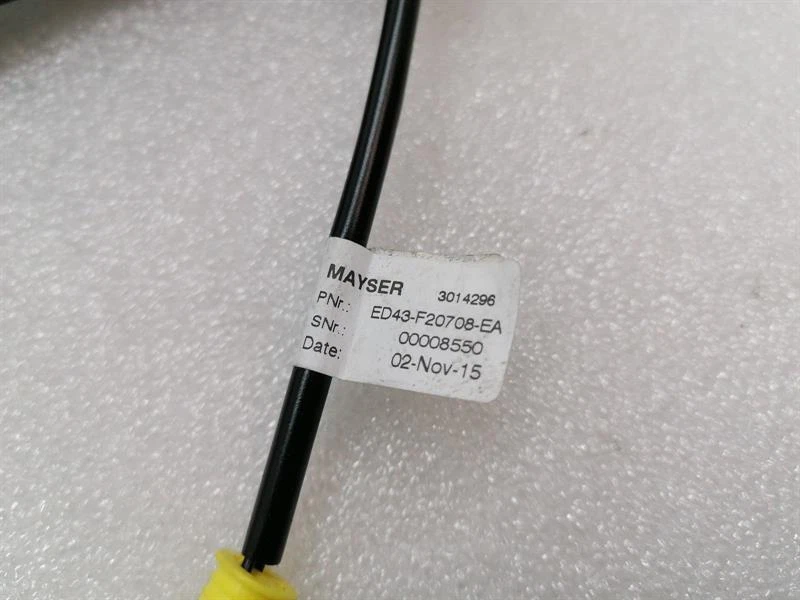 MAYSER 3014296
PNr.: ED43-F20708-EA
SNr.: 00008550
Date: 02-Nov-15